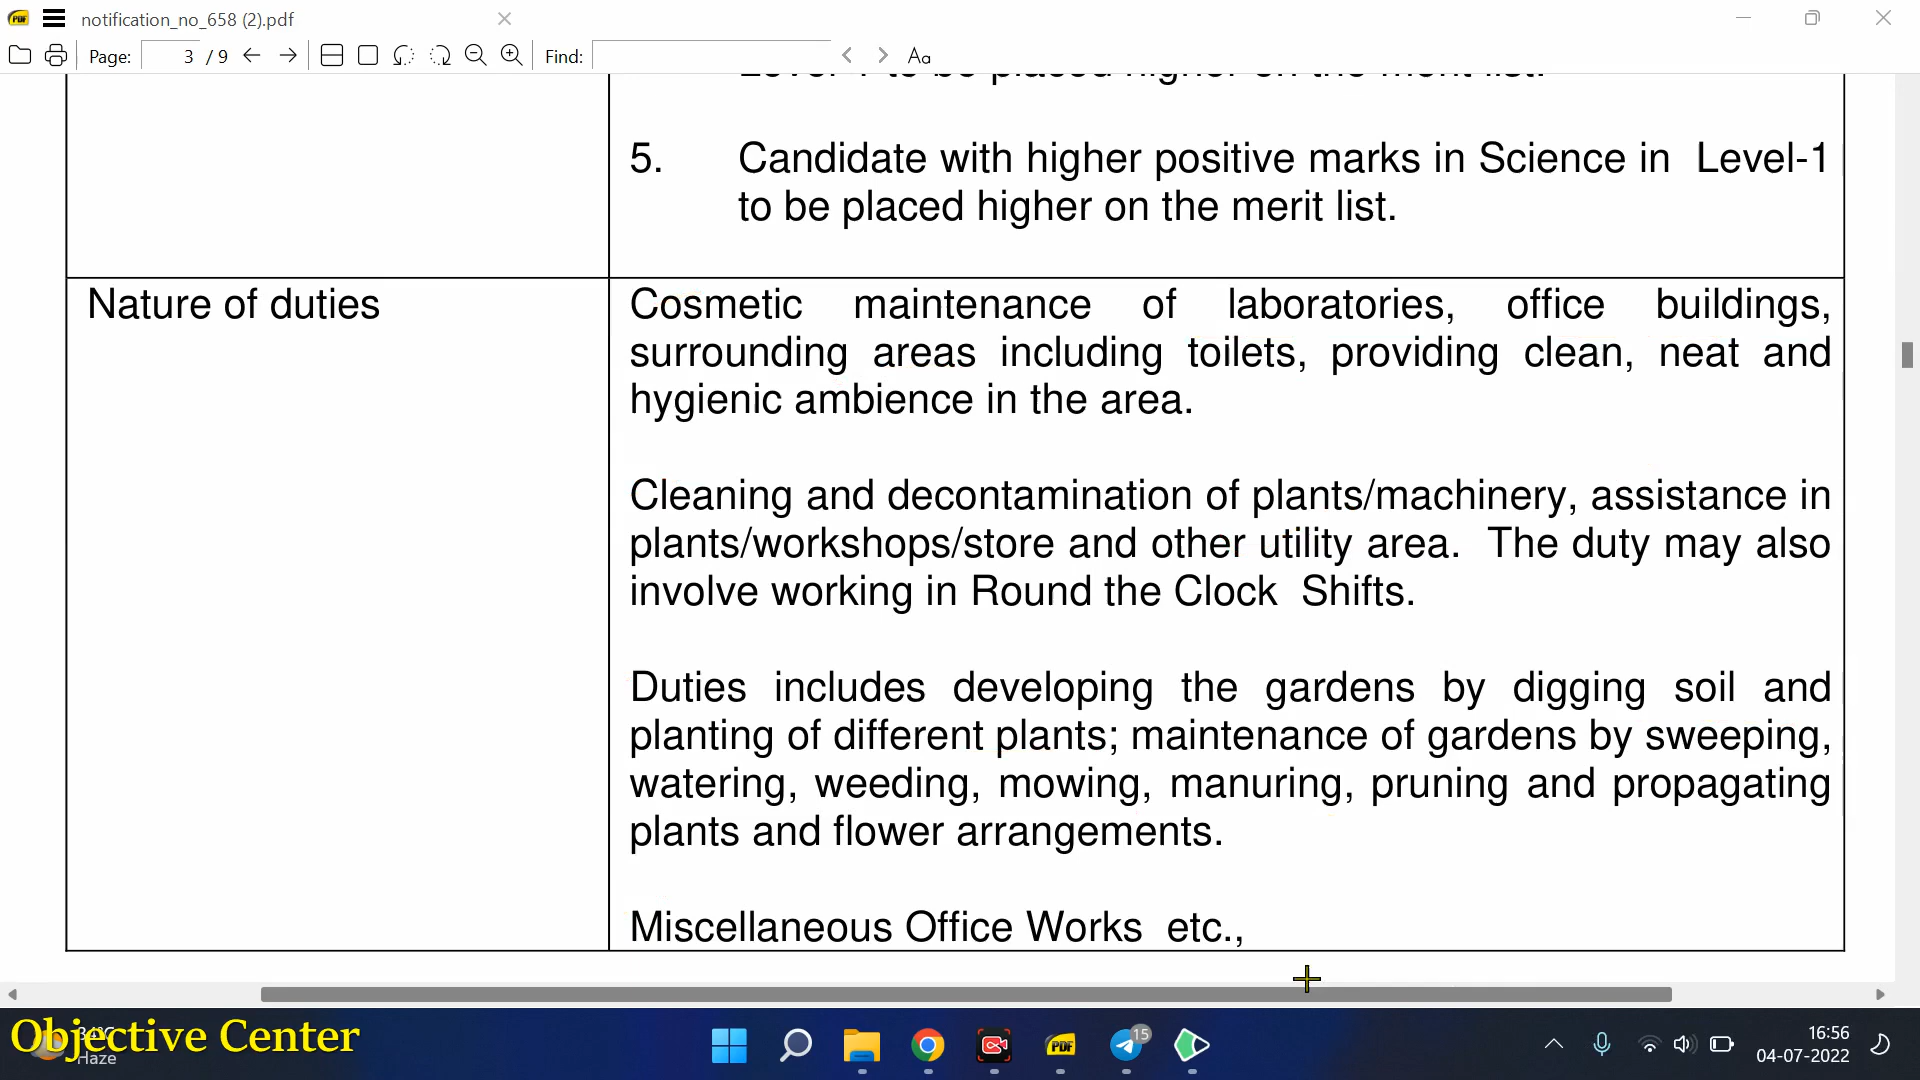 notification_no_658 (2).pdf
Page: 3 / 9 Find: Aa
5. Candidate with higher positive marks in Science in Level-1
to be placed higher on the merit list.
Nature of duties
Cosmetic maintenance of laboratories, office buildings,
surrounding areas including toilets, providing clean, neat and
hygienic ambience in the area.
Cleaning and decontamination of plants/machinery, assistance in
plants/workshops/store and other utility area. The duty may also
involve working in Round the Clock Shifts.
Duties includes developing the gardens by digging soil and
planting of different plants; maintenance of gardens by sweeping,
watering, weeding, mowing, manuring, pruning and propagating
plants and flower arrangements.
Miscellaneous Office Works etc.,
Objective Center
Haze
PDF
15
16:56
04-07-2022